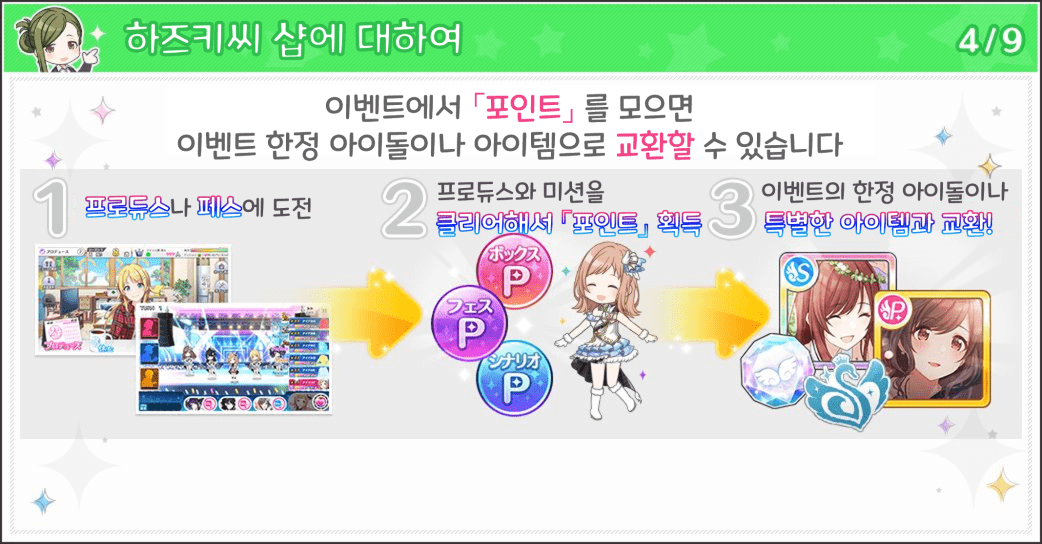 하즈키씨 샵에 대하여
4/9
이벤트에서 「포인트」 를 모으면
이벤트 한정 아이돌이나 아이템으로 교환할 수 있습니다
1
프로듀스나 페스에 도전
2
프로듀스와 미션을
클리어해서 「포인트」 획득
3
이벤트의 한정 아이돌이나
특별한 아이템과 교환!
ボックス
P
フェス
P
シナリオ
P
S
P